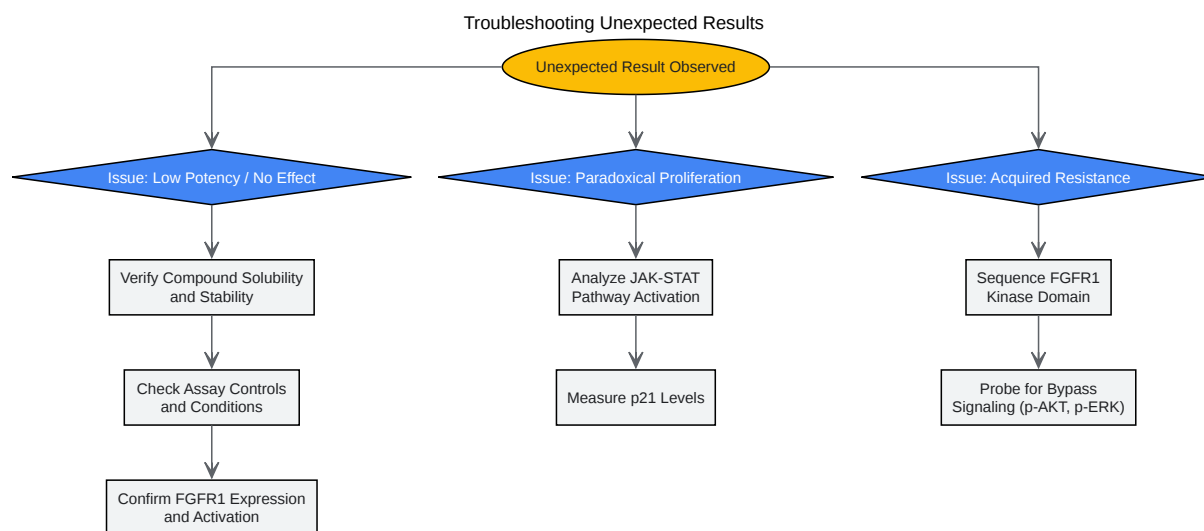 Troubleshooting Unexpected Results
Unexpected Result Observed
Issue: Low Potency / No Effect
Issue: Paradoxical Proliferation
Issue: Acquired Resistance
Verify Compound Solubility
and Stability
Analyze JAK-STAT
Pathway Activation
Sequence FGFR1
Kinase Domain
Check Assay Controls
and Conditions
Measure p21 Levels
Probe for Bypass
Signaling (p-AKT, p-ERK)
Confirm FGFR1 Expression
and Activation